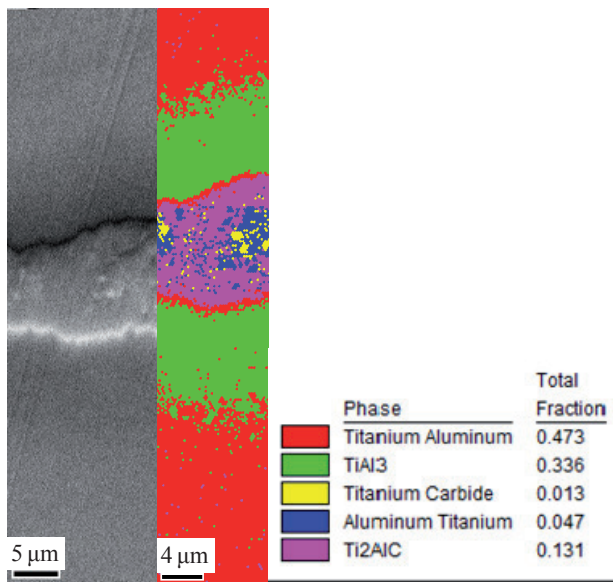 5 μm
4 μm
Total
Phase Fraction
Titanium Aluminum 0.473
TiAl3 0.336
Titanium Carbide 0.013
Aluminum Titanium 0.047
Ti2AlC 0.131